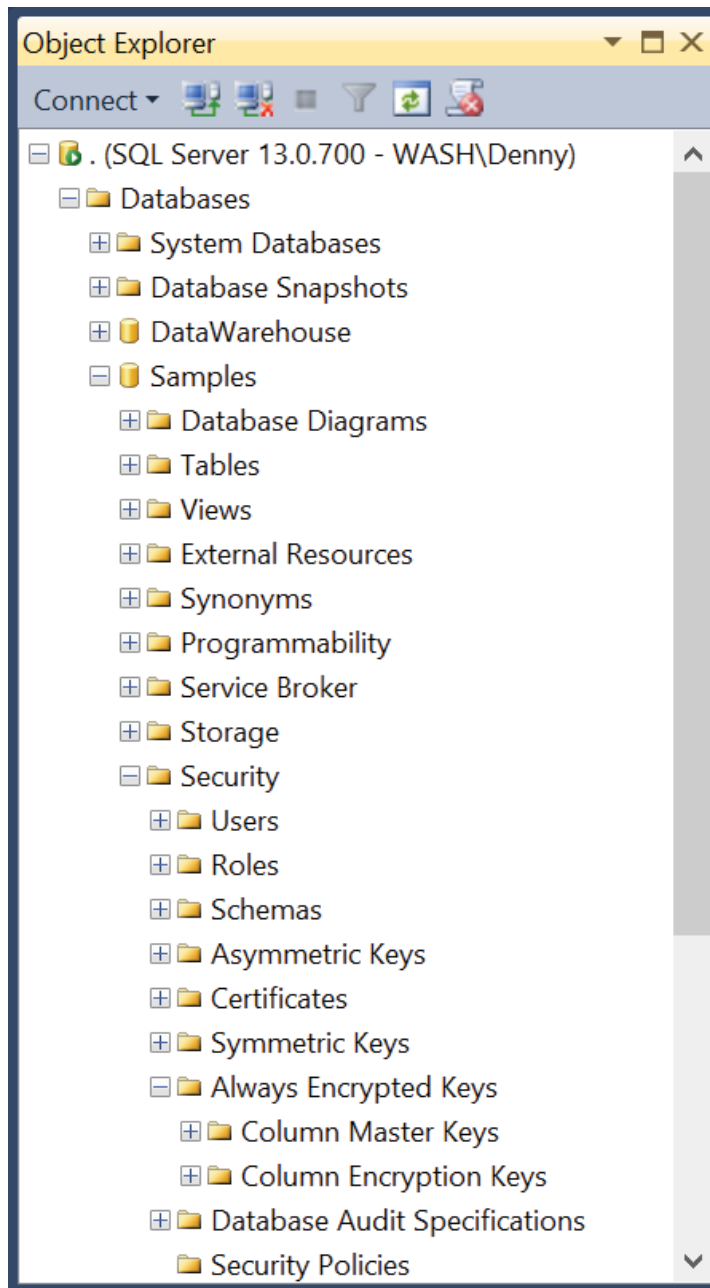 Object Explorer
Connect
. (SQL Server 13.0.700 - WASH\Denny)
Databases
System Databases
Database Snapshots
DataWarehouse
Samples
Database Diagrams
Tables
Views
External Resources
Synonyms
Programmability
Service Broker
Storage
Security
Users
Roles
Schemas
Asymmetric Keys
Certificates
Symmetric Keys
Always Encrypted Keys
Column Master Keys
Column Encryption Keys
Database Audit Specifications
Security Policies